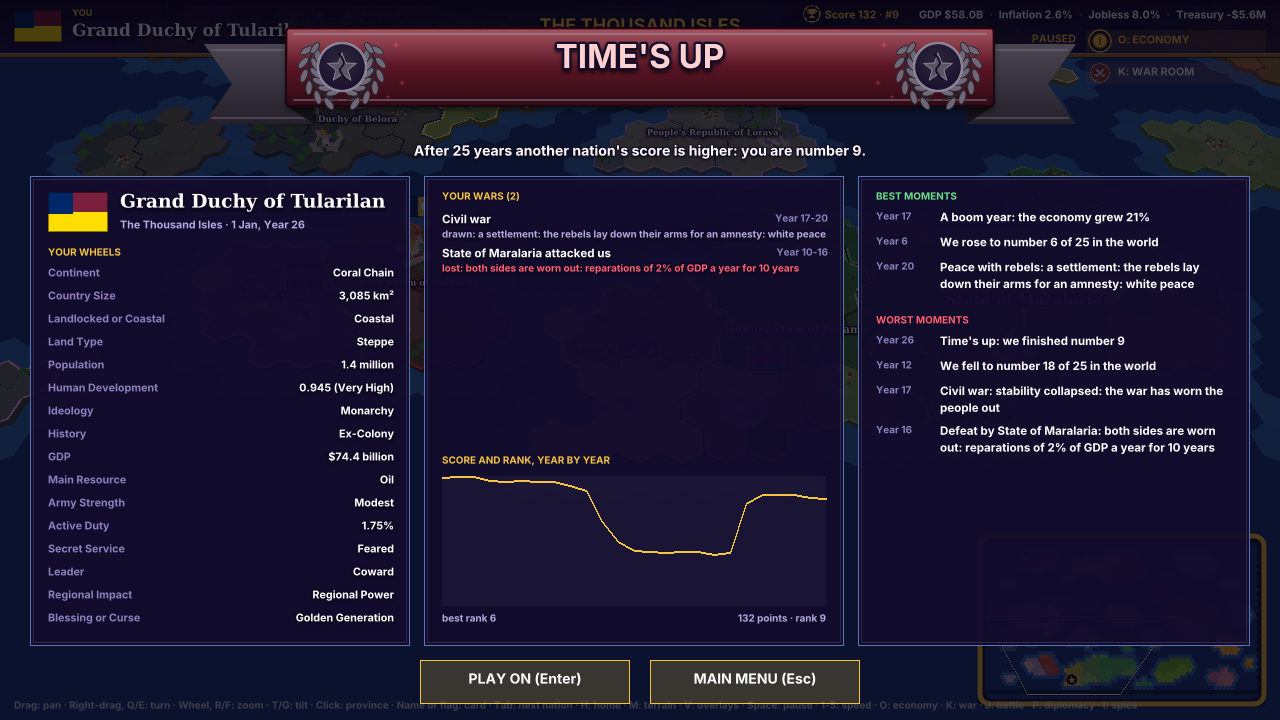 YOU
Grand Duchy of Tularil
THE THOUSAND ISLES
Score 132 · #9
GDP $58.0B · Inflation 2.6% · Jobless 8.0% · Treasury -$5.6M
PAUSED
O: ECONOMY
K: WAR ROOM
TIME'S UP
Duchy of Belora
People's Republic of Lorava
After 25 years another nation's score is higher: you are number 9.
Grand Duchy of Tularilan
The Thousand Isles · 1 Jan, Year 26
YOUR WHEELS
Continent Coral Chain
Country Size 3,085 km²
Landlocked or Coastal Coastal
Land Type Steppe
Population 1.4 million
Human Development 0.945 (Very High)
Ideology Monarchy
History Ex-Colony
GDP $74.4 billion
Main Resource Oil
Army Strength Modest
Active Duty 1.75%
Secret Service Feared
Leader Coward
Regional Impact Regional Power
Blessing or Curse Golden Generation
YOUR WARS (2)
Civil war Year 17-20
drawn: a settlement: the rebels lay down their arms for an amnesty: white peace
State of Maralaria attacked us Year 10-16
lost: both sides are worn out: reparations of 2% of GDP a year for 10 years
SCORE AND RANK, YEAR BY YEAR
best rank 6
132 points · rank 9
BEST MOMENTS
Year 17 A boom year: the economy grew 21%
Year 6 We rose to number 6 of 25 in the world
Year 20 Peace with rebels: a settlement: the rebels lay
down their arms for an amnesty: white peace
State of Maralaria
WORST MOMENTS
Year 26 Time's up: we finished number 9
Year 12 We fell to number 18 of 25 in the world
Year 17 Civil war: stability collapsed: the war has worn the
people out
Year 16 Defeat by State of Maralaria: both sides are worn
out: reparations of 2% of GDP a year for 10 years
PLAY ON (Enter)
MAIN MENU (Esc)
Drag: pan · Right-drag, Q/E: turn · Wheel, R/F: zoom · T/G: tilt · Click: province · Name or flag: card · Tab: next nation · H: home · M: terrain · V: overlays · Space: pause · 1-5: speed · O: economy · K: war · J: battle · P: diplomacy · I: spies